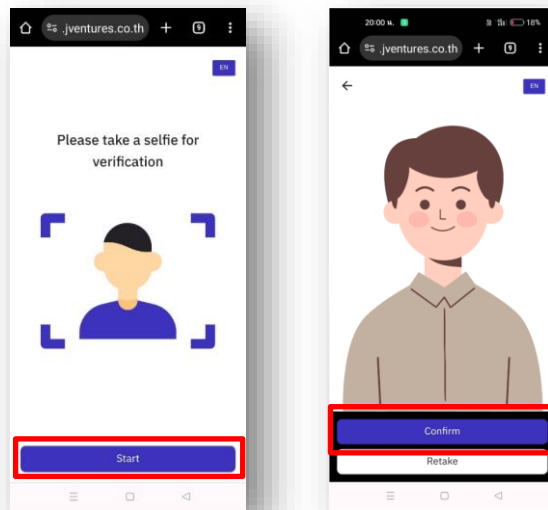 .jventures.co.th + 9
EN
Please take a selfie for
verification
Start
20:00 น. 18%
.jventures.co.th + 9
EN
Confirm
Retake